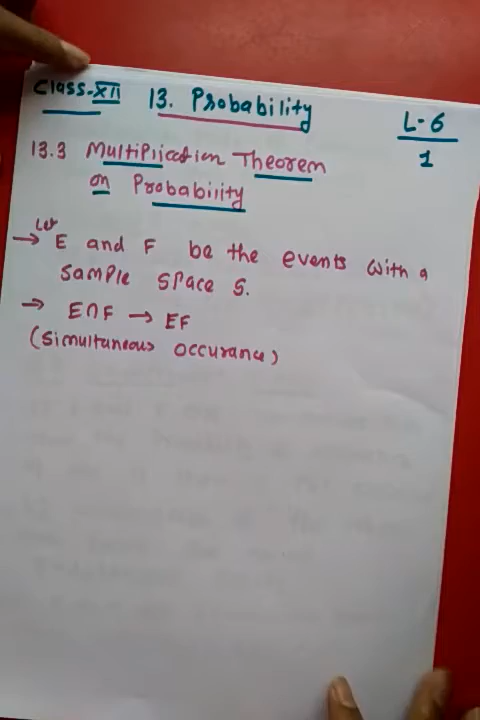 Class-XII 13. Probability L-6
1
13.3 Multiplication Theorem
on Probability
Let
→ E and F be the events with a
sample space S.
→ E∩F → EF
(simultaneous occurance)